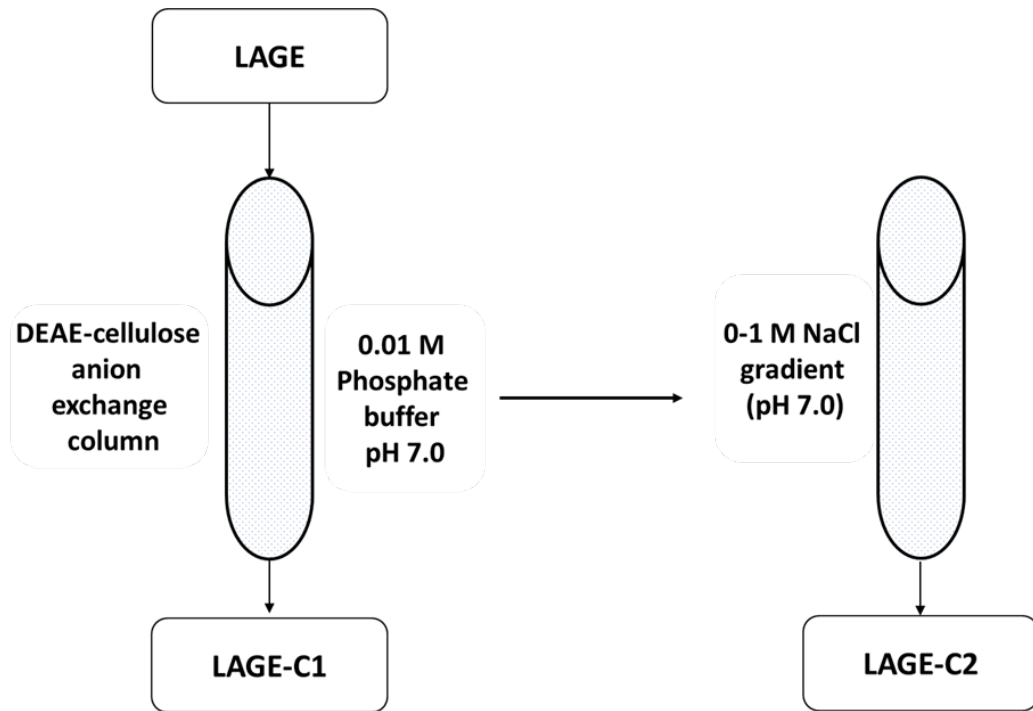 LAGE
DEAE-cellulose
anion
exchange
column
0.01 M
Phosphate
buffer
pH 7.0
0-1 M NaCl
gradient
(pH 7.0)
LAGE-C1
LAGE-C2